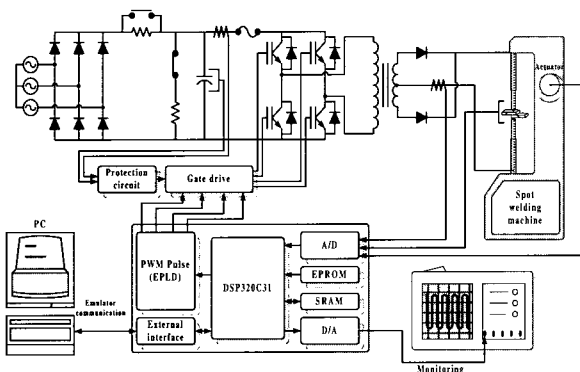 Actuator
Protection
circuit
Gate drive
Spot
welding
machine
PC
PWM Pulse
(EPLD)
DSP320C31
A/D
EPROM
SRAM
D/A
Emulator
communication
External
interface
Monitoring